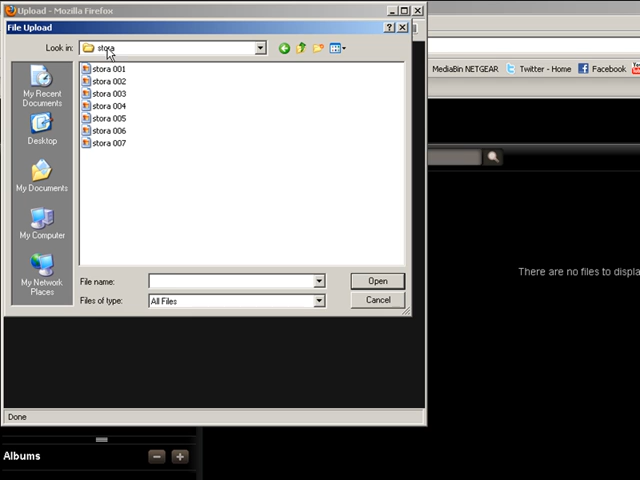 Upload - Mozilla Firefox
File Upload
Look in: stora
My Recent
Documents
Desktop
My Documents
My Computer
My Network
Places
stora 001
stora 002
stora 003
stora 004
stora 005
stora 006
stora 007
File name:
Open
Files of type: All Files
Cancel
Done
MediaBin NETGEAR Twitter - Home Facebook
There are no files to displa
Albums